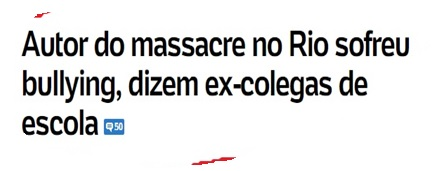 Autor do massacre no Rio sofreu
bullying, dizem ex-colegas de
escola 50